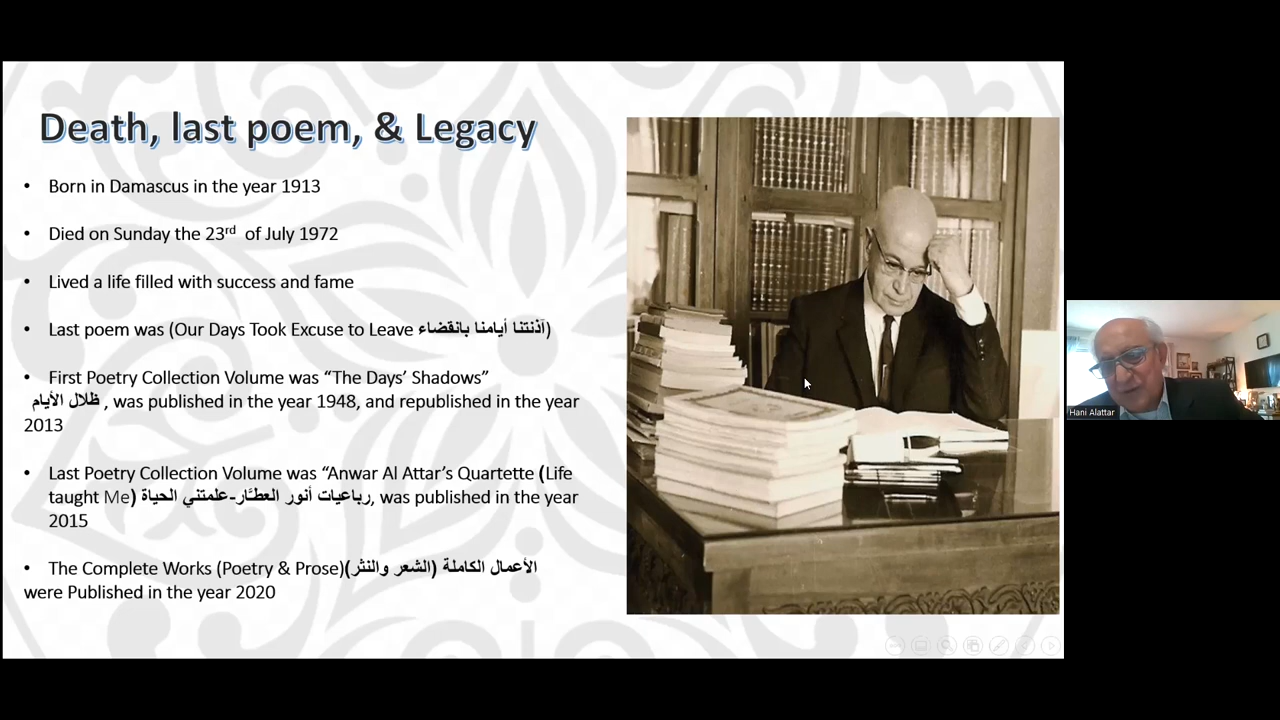 Death, last poem, & Legacy
• Born in Damascus in the year 1913
• Died on Sunday the 23rd of July 1972
• Lived a life filled with success and fame
• Last poem was (Our Days Took Excuse to Leave آذنتنا أيامنا بانقضاء)
• First Poetry Collection Volume was “The Days’ Shadows”
ظلال الأيام , was published in the year 1948, and republished in the year
2013
• Last Poetry Collection Volume was “Anwar Al Attar’s Quartette (Life
taught Me) رباعيات أنور العطّار-علمتني الحياة, was published in the year
2015
• The Complete Works (Poetry & Prose)(الأعمال الكاملة (الشعر والنثر
were Published in the year 2020
Hani Alattar